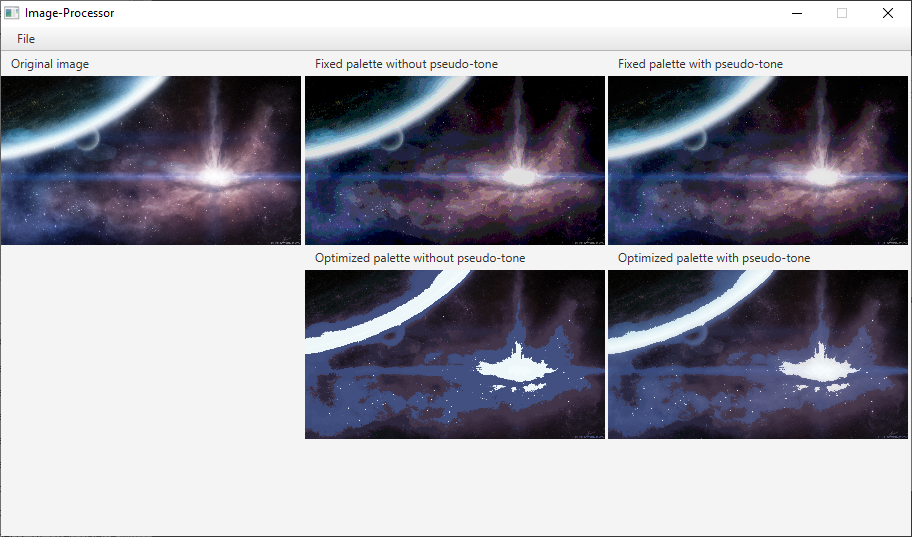 Image-Processor
File
Original image
Fixed palette without pseudo-tone
Fixed palette with pseudo-tone
Optimized palette without pseudo-tone
Optimized palette with pseudo-tone